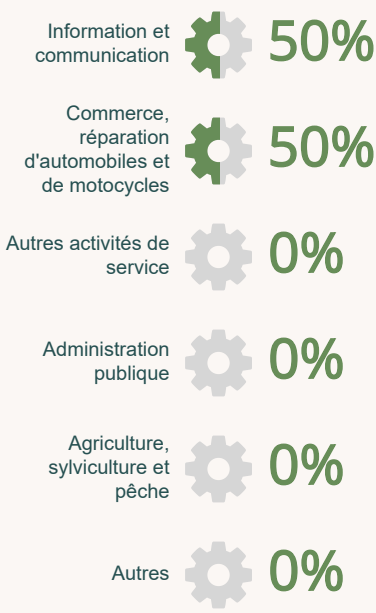 Information et
communication
50%
Commerce,
réparation
d'automobiles et
de motocycles
50%
Autres activités de
service
0%
Administration
publique
0%
Agriculture,
sylviculture et
pêche
0%
Autres
0%